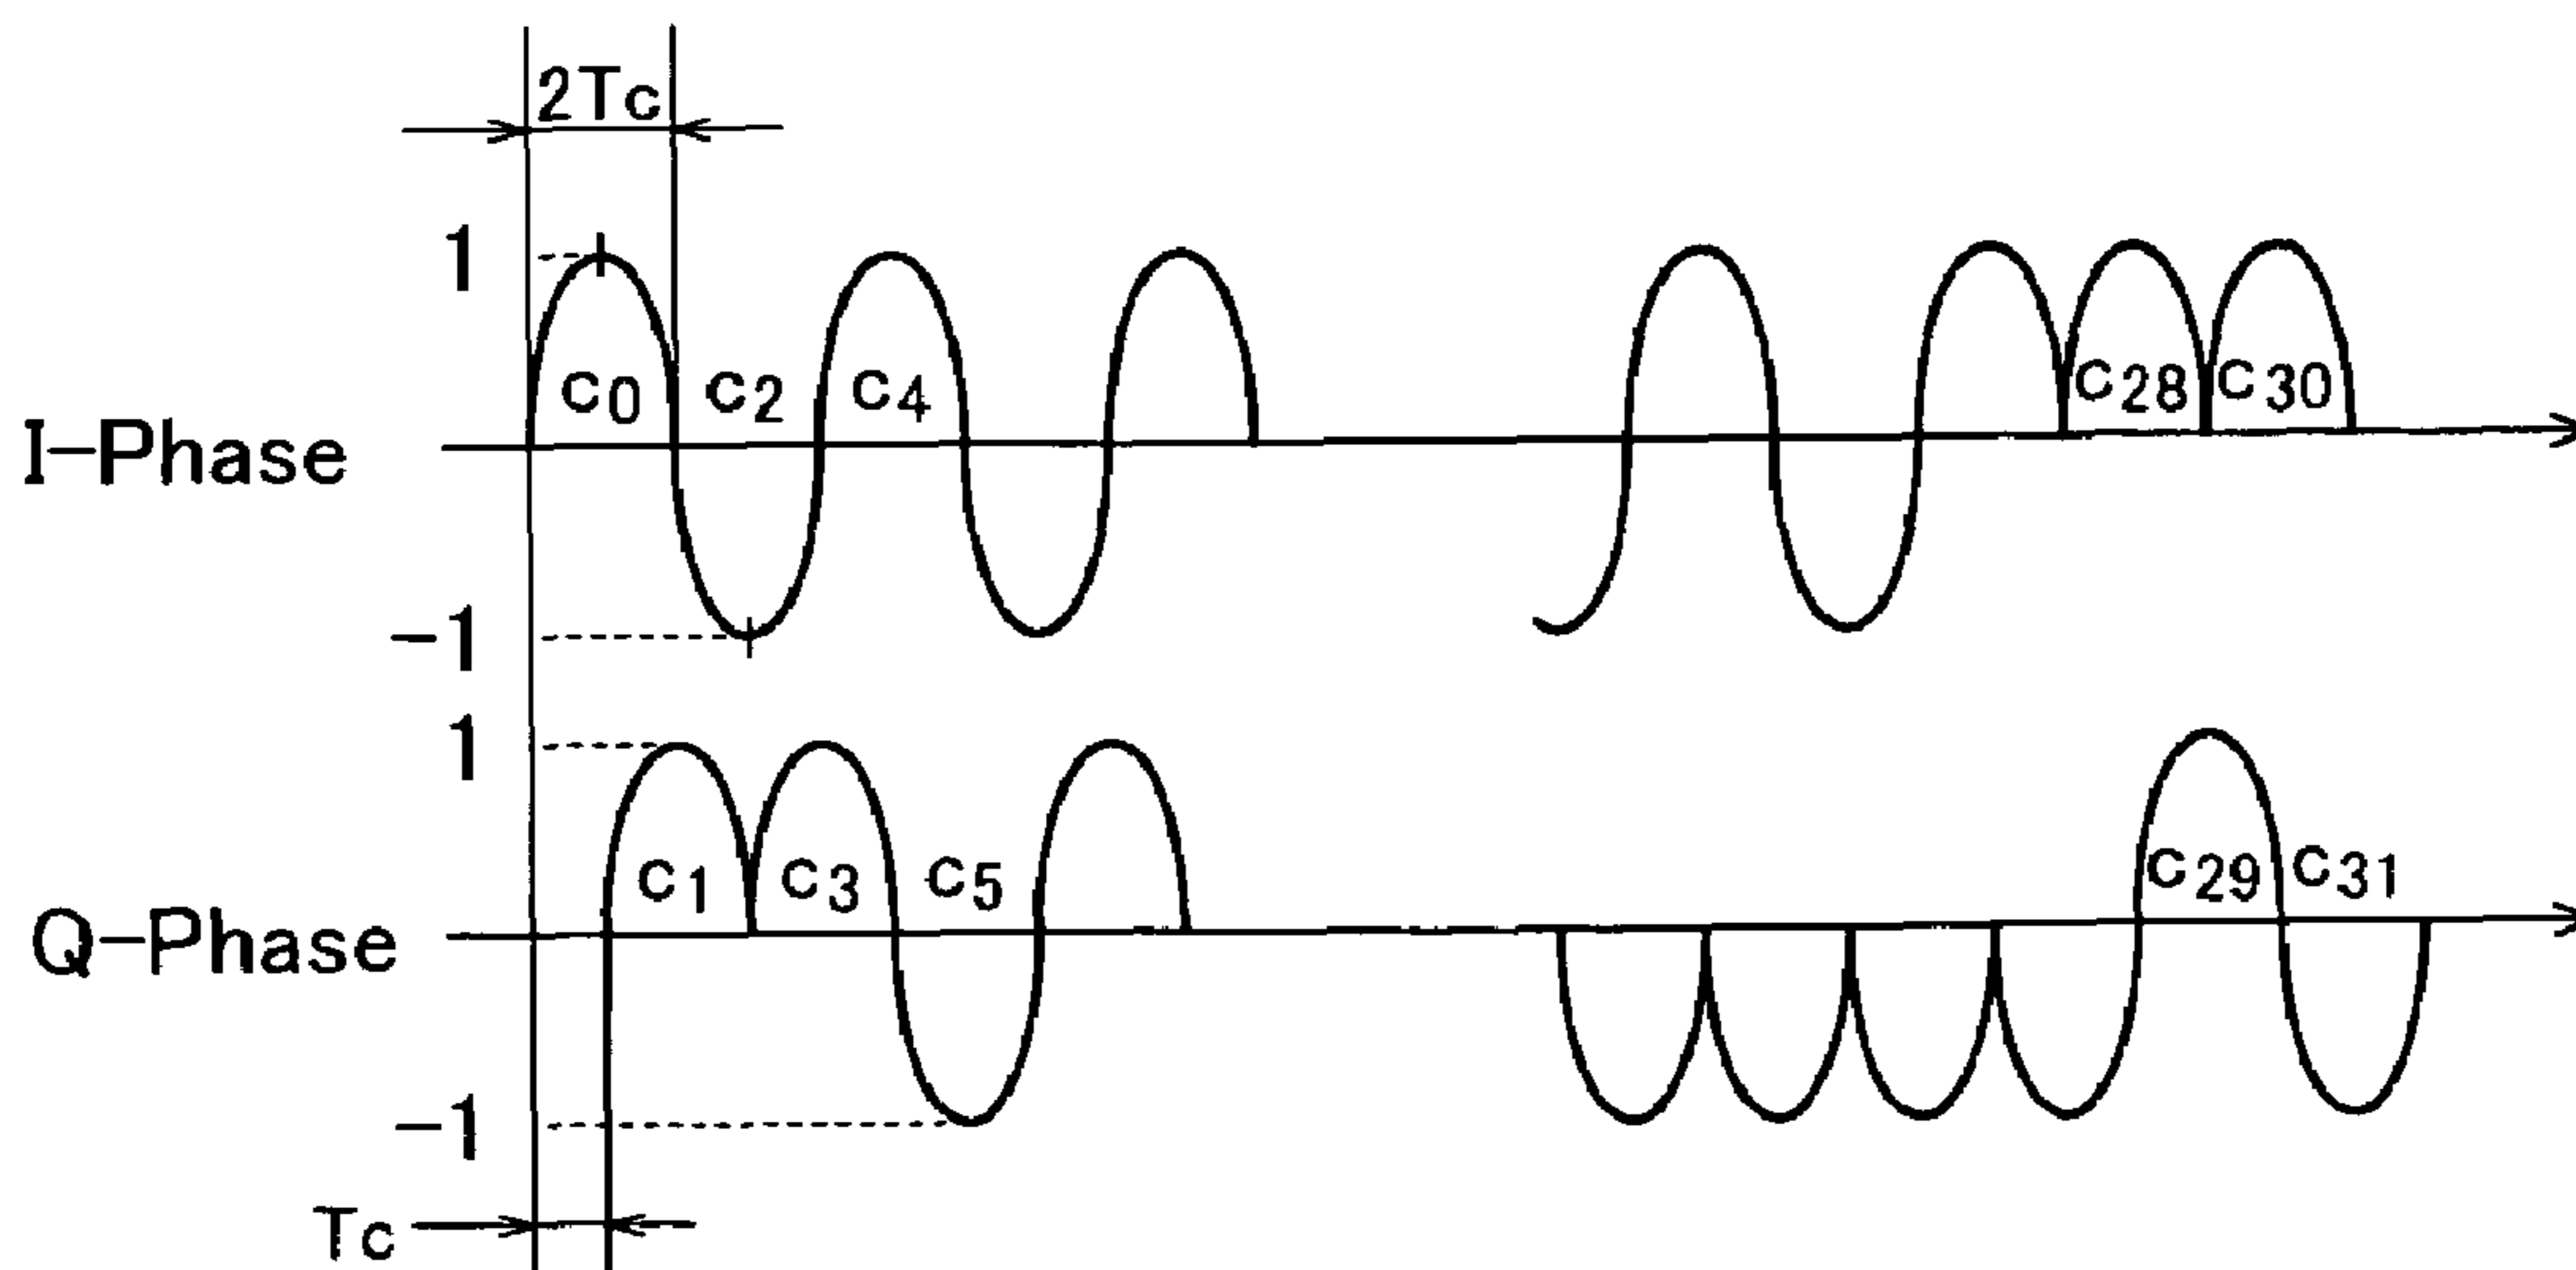 2Tc
1
c0 c2 c4 c28 c30
I-Phase
-1
1
c1 c3 c5 c29 c31
Q-Phase
-1
Tc